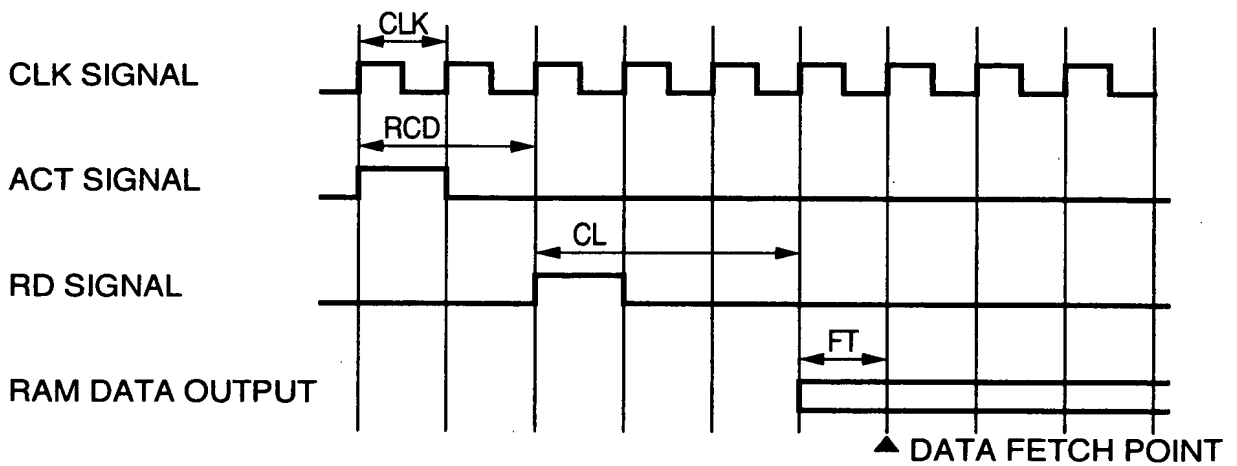 CLK
CLK SIGNAL
RCD
ACT SIGNAL
CL
RD SIGNAL
FT
RAM DATA OUTPUT
▲ DATA FETCH POINT